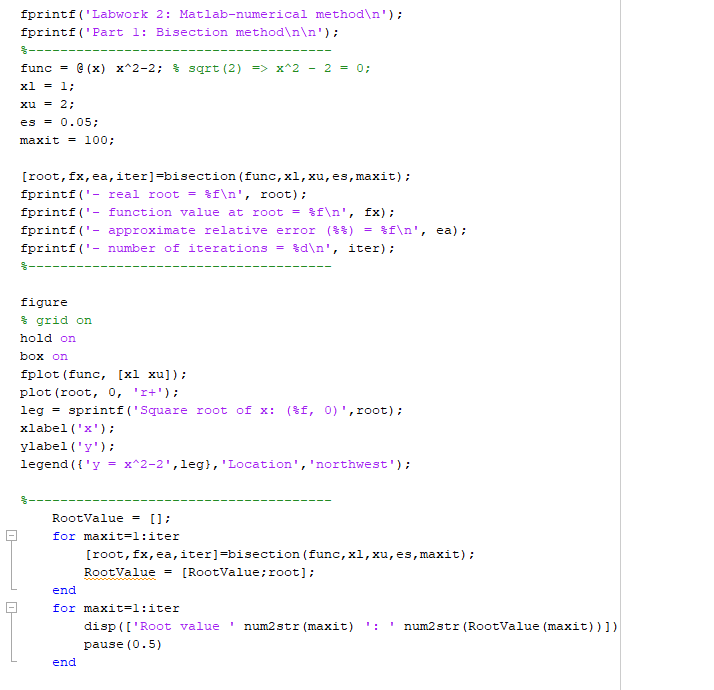 fprintf('Labwork 2: Matlab-numerical method\n');
fprintf('Part 1: Bisection method\n\n');
%--------------------------------------
func = @(x) x^2-2; % sqrt(2) => x^2 - 2 = 0;
xl = 1;
xu = 2;
es = 0.05;
maxit = 100;
[root,fx,ea,iter]=bisection(func,xl,xu,es,maxit);
fprintf('- real root = %f\n', root);
fprintf('- function value at root = %f\n', fx);
fprintf('- approximate relative error (%%) = %f\n', ea);
fprintf('- number of iterations = %d\n', iter);
%--------------------------------------
figure
% grid on
hold on
box on
fplot(func, [xl xu]);
plot(root, 0, 'r+');
leg = sprintf('Square root of x: (%f, 0)',root);
xlabel('x');
ylabel('y');
legend({'y = x^2-2',leg},'Location','northwest');
%--------------------------------------
RootValue = [];
for maxit=1:iter
[root,fx,ea,iter]=bisection(func,xl,xu,es,maxit);
RootValue = [RootValue;root];
end
for maxit=1:iter
disp(['Root value ' num2str(maxit) ': ' num2str(RootValue(maxit))])
pause(0.5)
end